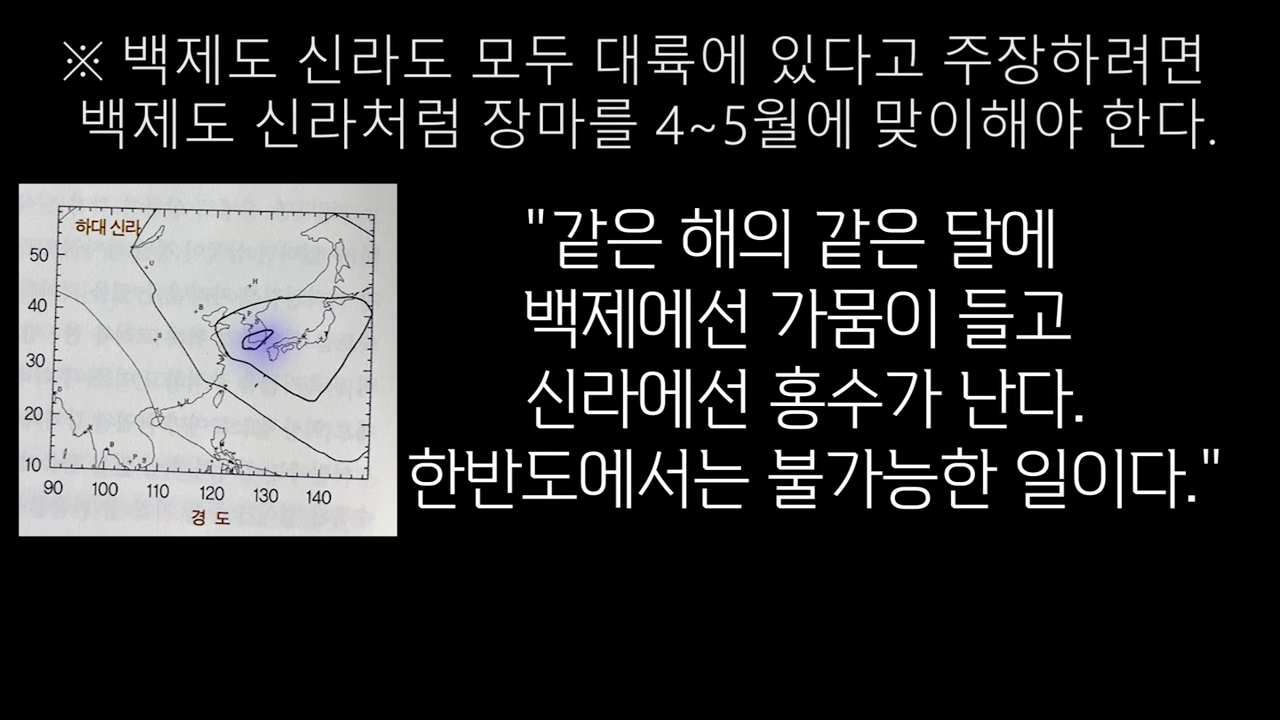 ※ 백제도 신라도 모두 대륙에 있다고 주장하려면
백제도 신라처럼 장마를 4~5월에 맞이해야 한다.
하대 신라
50
40
30
20
10
90 100 110 120 130 140
경 도
"같은 해의 같은 달에
백제에선 가뭄이 들고
신라에선 홍수가 난다.
한반도에서는 불가능한 일이다."